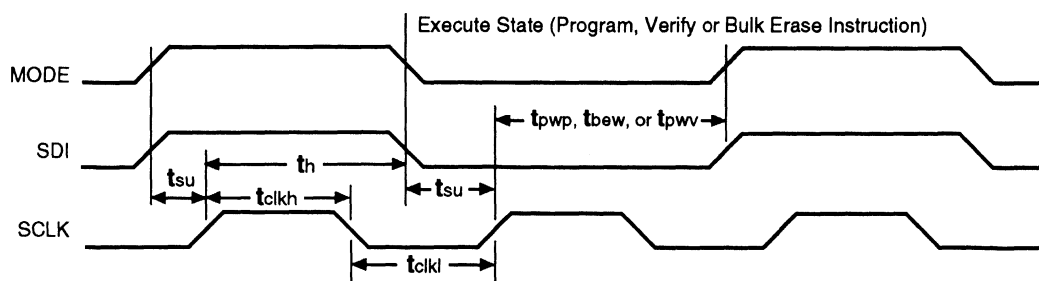 Execute State (Program, Verify or Bulk Erase Instruction)
MODE
tpwp, tbew, or tpwv
SDI
th
tsu
tsu
tclkh
SCLK
tclkl